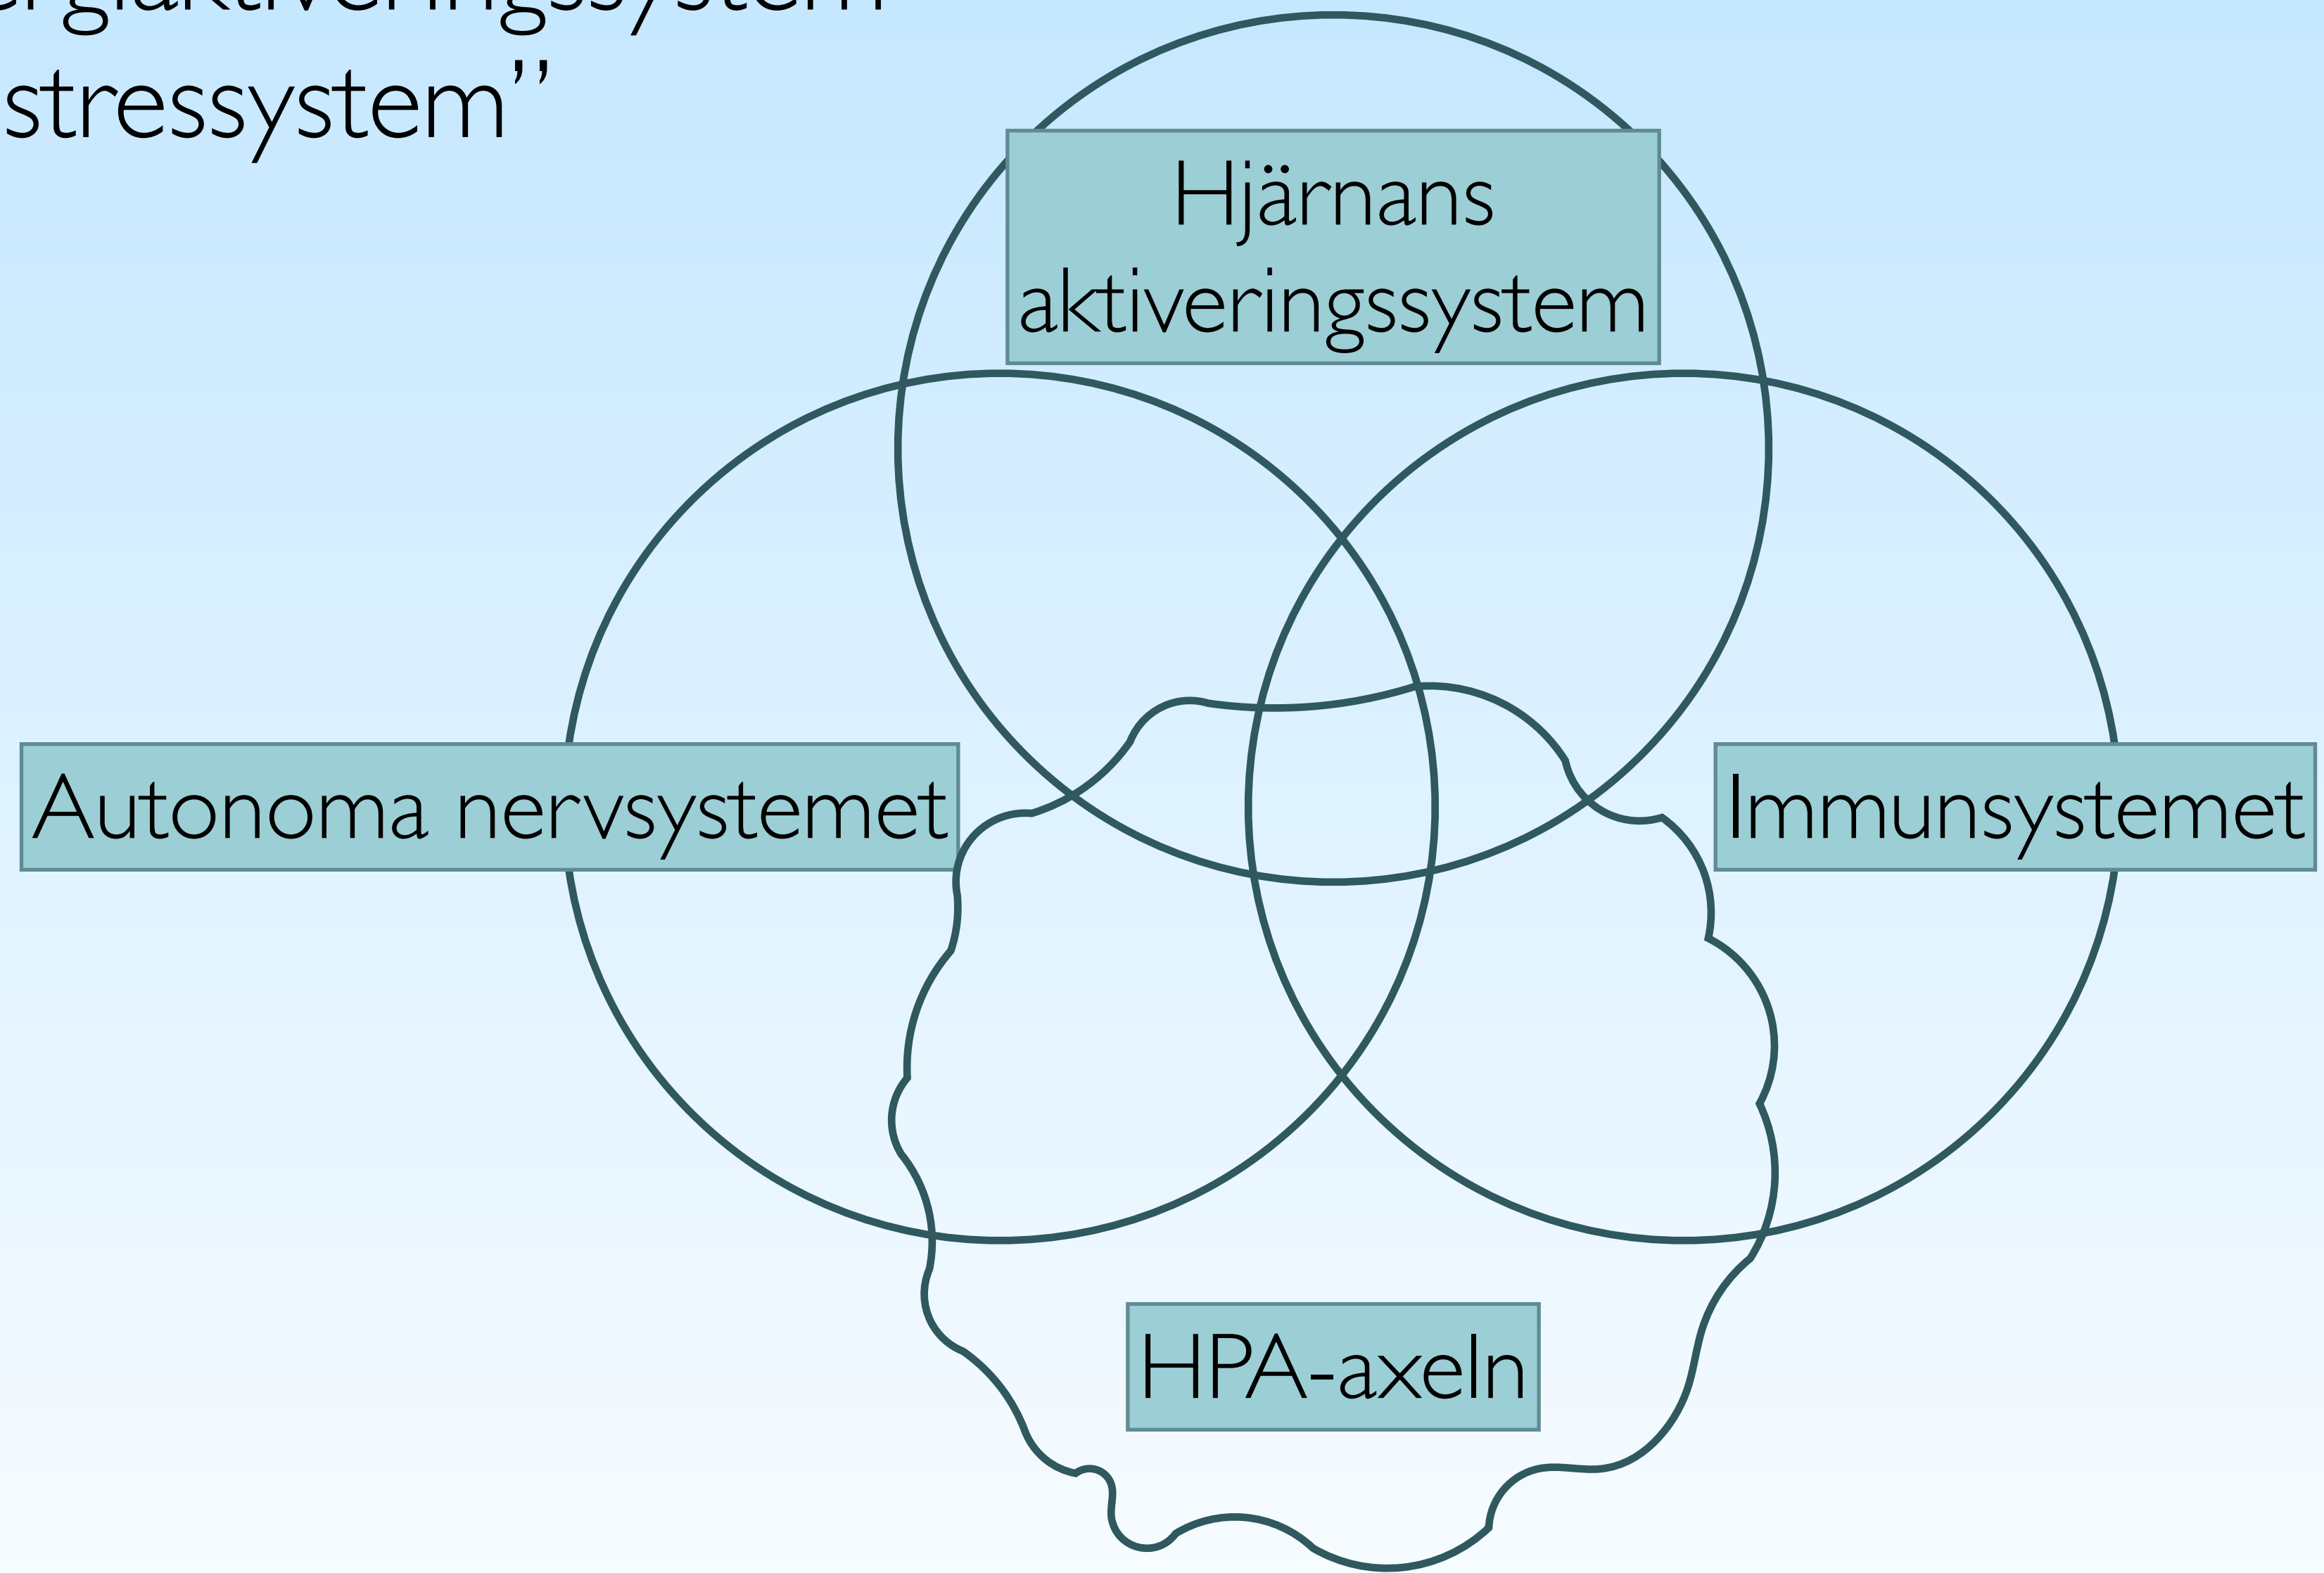 stressystem”
Hjärnans
aktiveringssystem
Autonoma nervsystemet
Immunsystemet
HPA-axeln